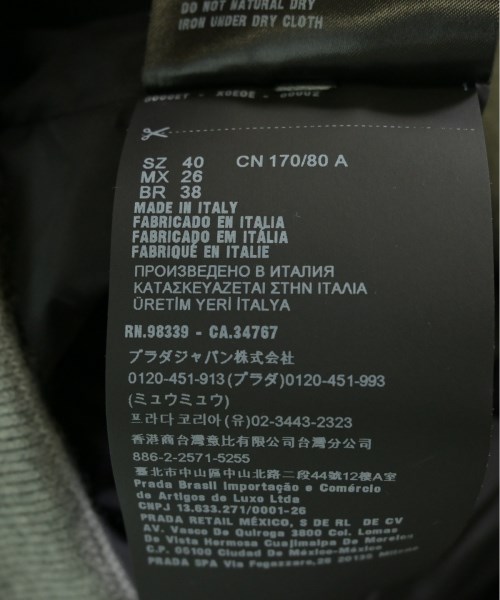 DO NOT NATURAL DRY
IRON UNDER DRY CLOTH
SZ 40 CN 170/80 A
MX 26
BR 38
MADE IN ITALY
FABRICADO EN ITALIA
FABRICADO EM ITÁLIA
FABRIQUÉ EN ITALIE
ПРОИЗВЕДЕНО В ИТАЛИЯ
ΚΑΤΑΣΚΕΥΑΖΕΤΑΙ ΣΤΗΝ ΙΤΑΛΙΑ
ÜRETİM YERİ İTALYA
RN.98339 - CA.34767
プラダジャパン株式会社
0120-451-913(プラダ)0120-451-993
(ミュウミュウ)
프라다 코리아 (유)02-3443-2323
香港商台灣意比有限公司台灣分公司
886-2-2571-5255
臺北市中山區中山北路二段44號12樓A室
Prada Brasil Importação e Comércio
de Artigos de Luxo Ltda
CNPJ 13.633.271/0001-26
PRADA RETAIL MÉXICO, S DE RL DE CV
AV. Vasco De Quiroga 3800 Col. Lomas
De Vista Hermosa Cuajimalpa De Morelos
C.P. 05100 Ciudad De México-México
PRADA SPA Via Fogazzaro,28 20135 Milano